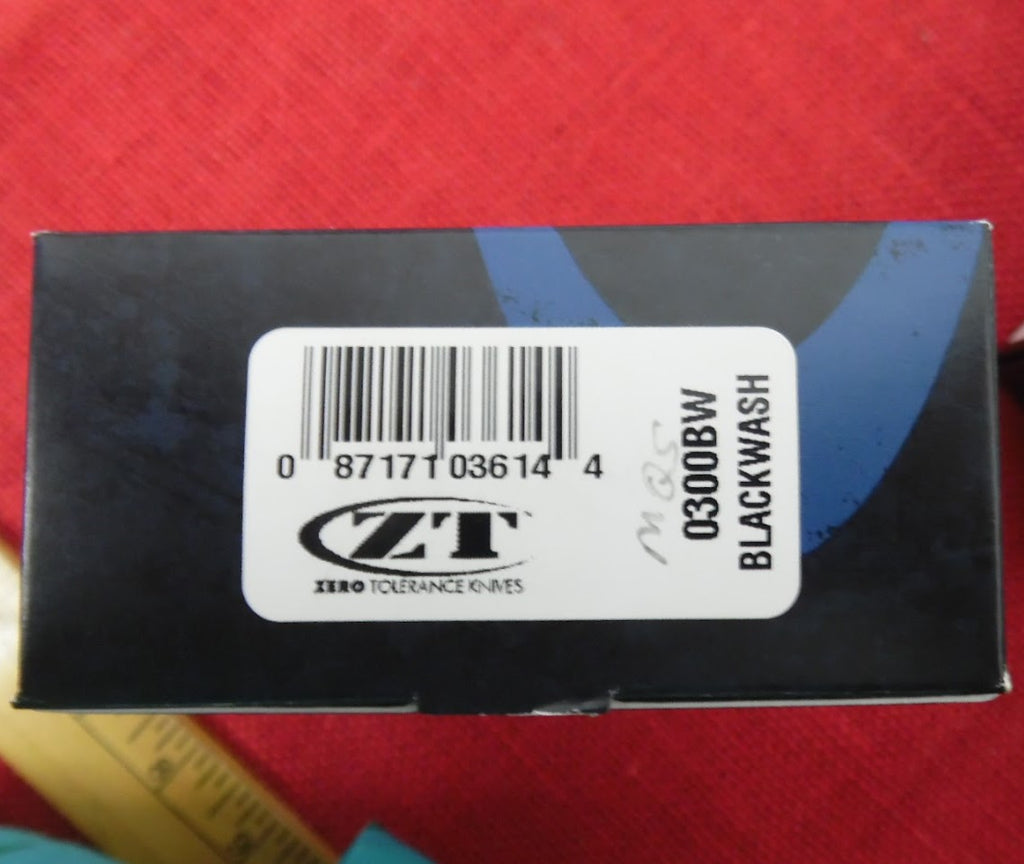 0 87171 03614 4
ZT
ZERO TOLERANCE KNIVES
0300BW
BLACKWASH